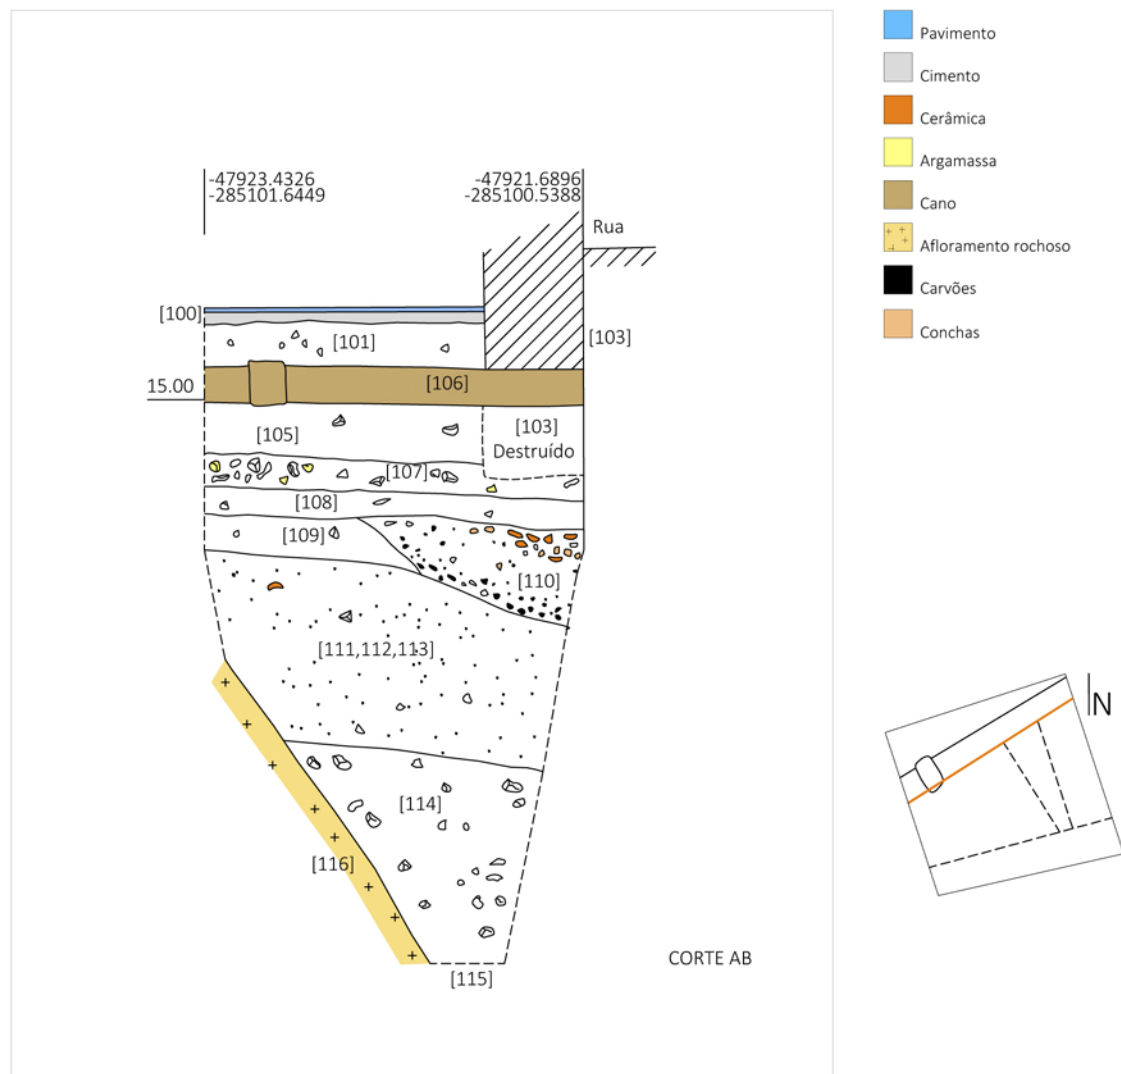 -47923.4326
-285101.6449
-47921.6896
-285100.5388
Rua
[100]
[101]
[103]
[106]
15.00
[105]
[103]
Destruído
[107]
[108]
[109]
[110]
[111,112,113]
[114]
[116]
[115]
CORTE AB
Pavimento
Cimento
Cerâmica
Argamassa
Cano
Afloramento rochoso
Carvões
Conchas
N